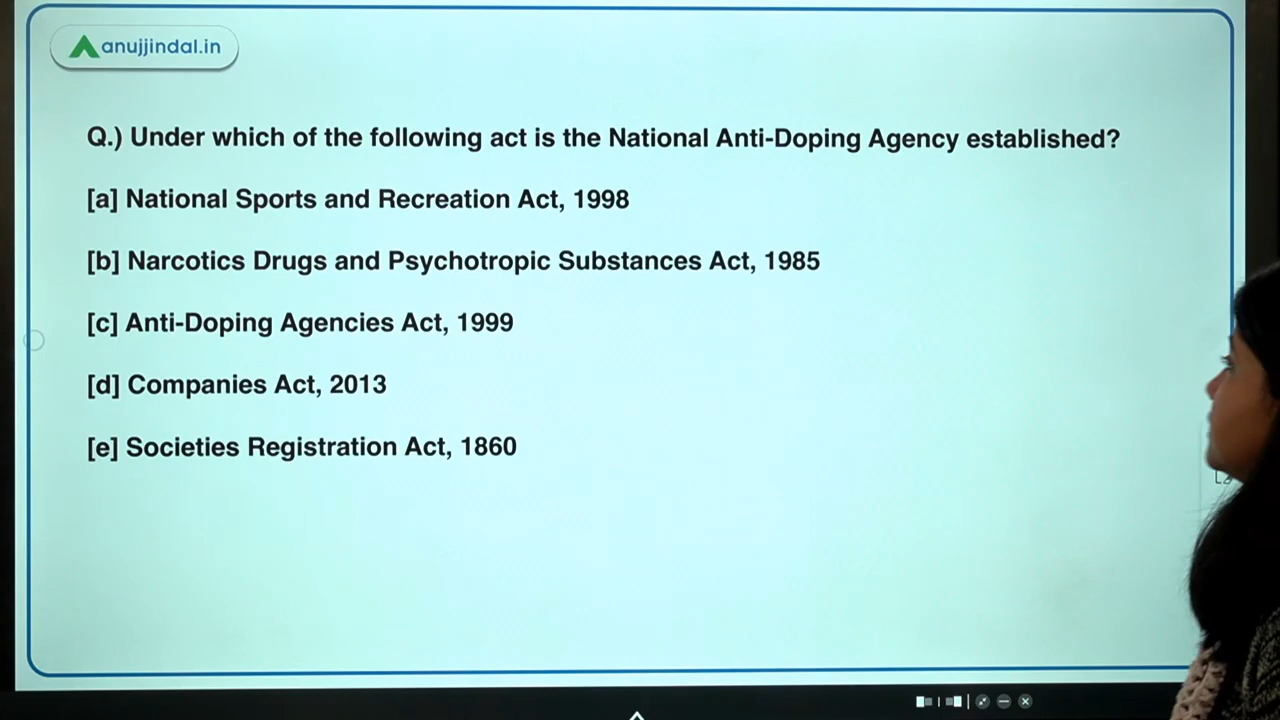 anujjindal.in
Q.) Under which of the following act is the National Anti-Doping Agency established?
[a] National Sports and Recreation Act, 1998
[b] Narcotics Drugs and Psychotropic Substances Act, 1985
[c] Anti-Doping Agencies Act, 1999
[d] Companies Act, 2013
[e] Societies Registration Act, 1860